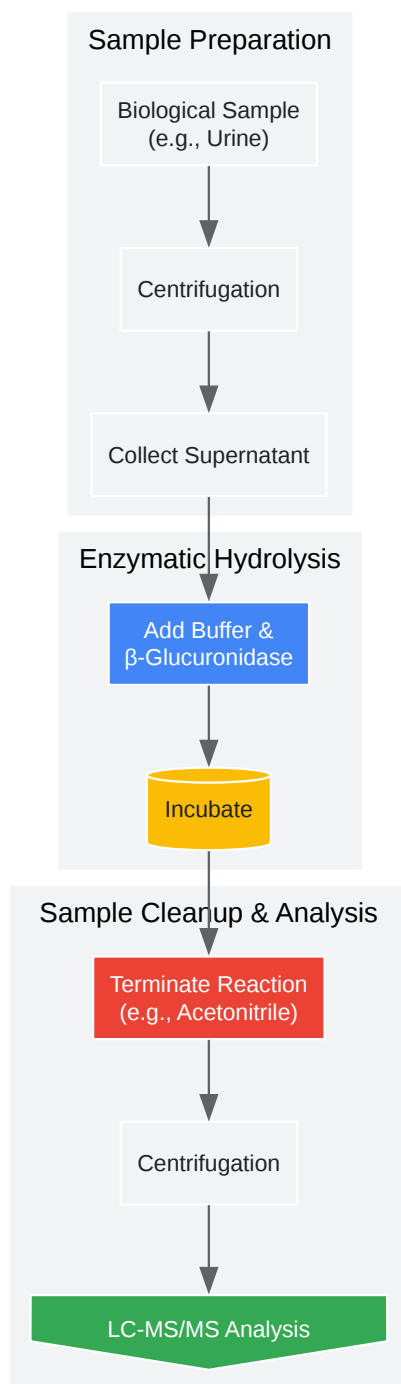 Sample Preparation
Biological Sample
(e.g., Urine)
Centrifugation
Collect Supernatant
Enzymatic Hydrolysis
Add Buffer &
β-Glucuronidase
Incubate
Sample Cleanup & Analysis
Terminate Reaction
(e.g., Acetonitrile)
Centrifugation
LC-MS/MS Analysis